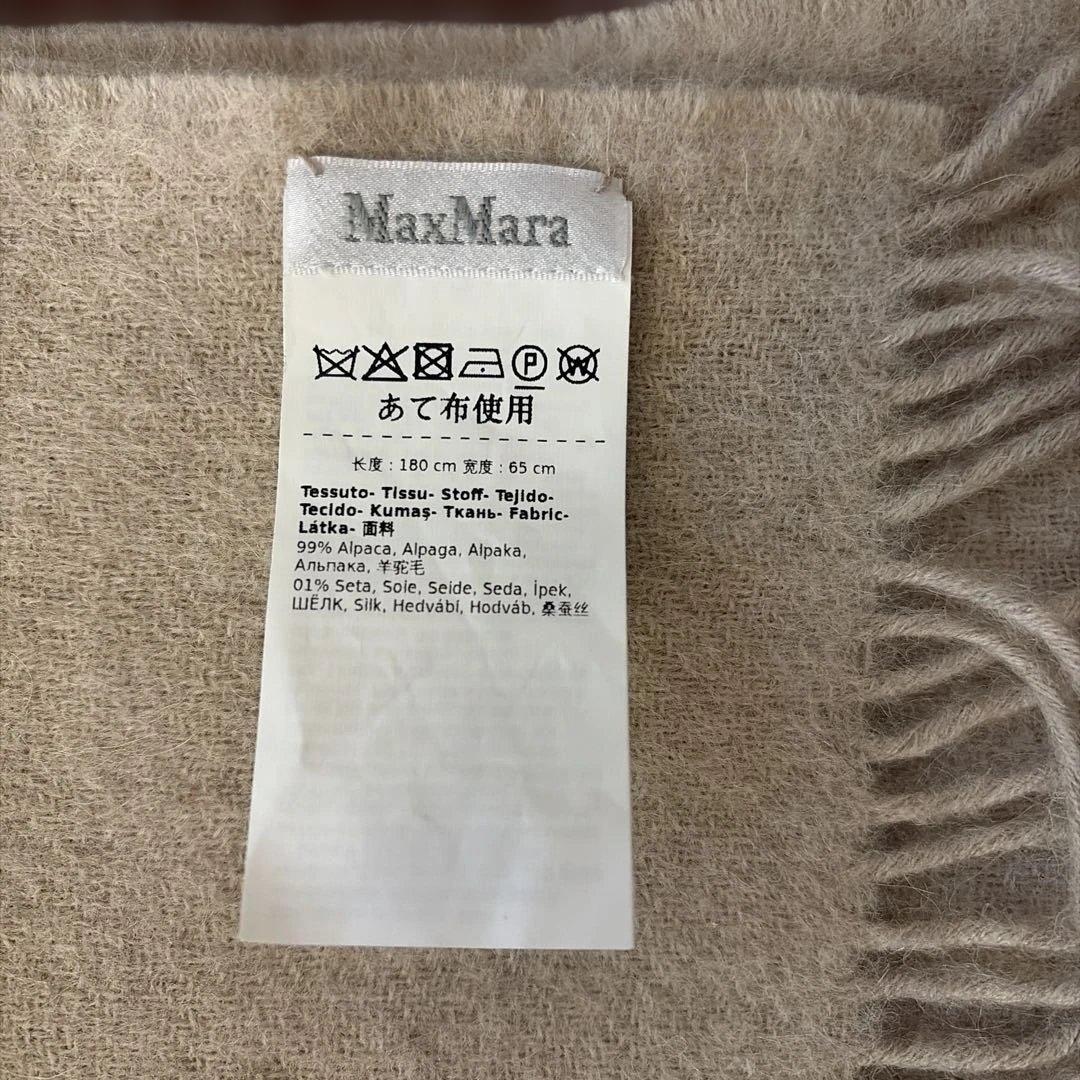 MaxMara
P W
あて布使用
长度 : 180 cm 宽度 : 65 cm
Tessuto- Tissu- Stoff- Tejido-
Tecido- Kumaş- Ткань- Fabric-
Látka- 面料
99% Alpaca, Alpaga, Alpaka,
Альпака, 羊驼毛
01% Seta, Soie, Seide, Seda, İpek,
ШЁЛК, Silk, Hedvábí, Hodváb, 桑蚕丝